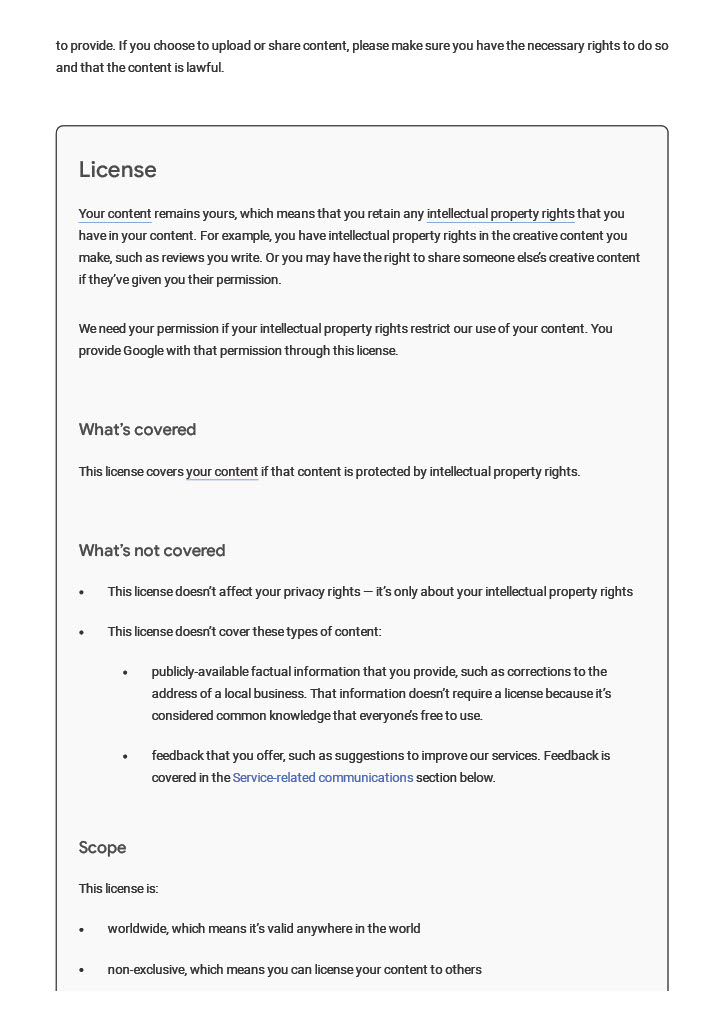 to provide. If you choose to upload or share content, please make sure you have the necessary rights to do so
and that the content is lawful.
License
Your content remains yours, which means that you retain any intellectual property rights that you
have in your content. For example, you have intellectual property rights in the creative content you
make, such as reviews you write. Or you may have the right to share someone else’s creative content
if they’ve given you their permission.
We need your permission if your intellectual property rights restrict our use of your content. You
provide Google with that permission through this license.
What’s covered
This license covers your content if that content is protected by intellectual property rights.
What’s not covered
• This license doesn’t affect your privacy rights — it’s only about your intellectual property rights
• This license doesn’t cover these types of content:
• publicly-available factual information that you provide, such as corrections to the
address of a local business. That information doesn’t require a license because it’s
considered common knowledge that everyone’s free to use.
• feedback that you offer, such as suggestions to improve our services. Feedback is
covered in the Service-related communications section below.
Scope
This license is:
• worldwide, which means it’s valid anywhere in the world
• non-exclusive, which means you can license your content to others